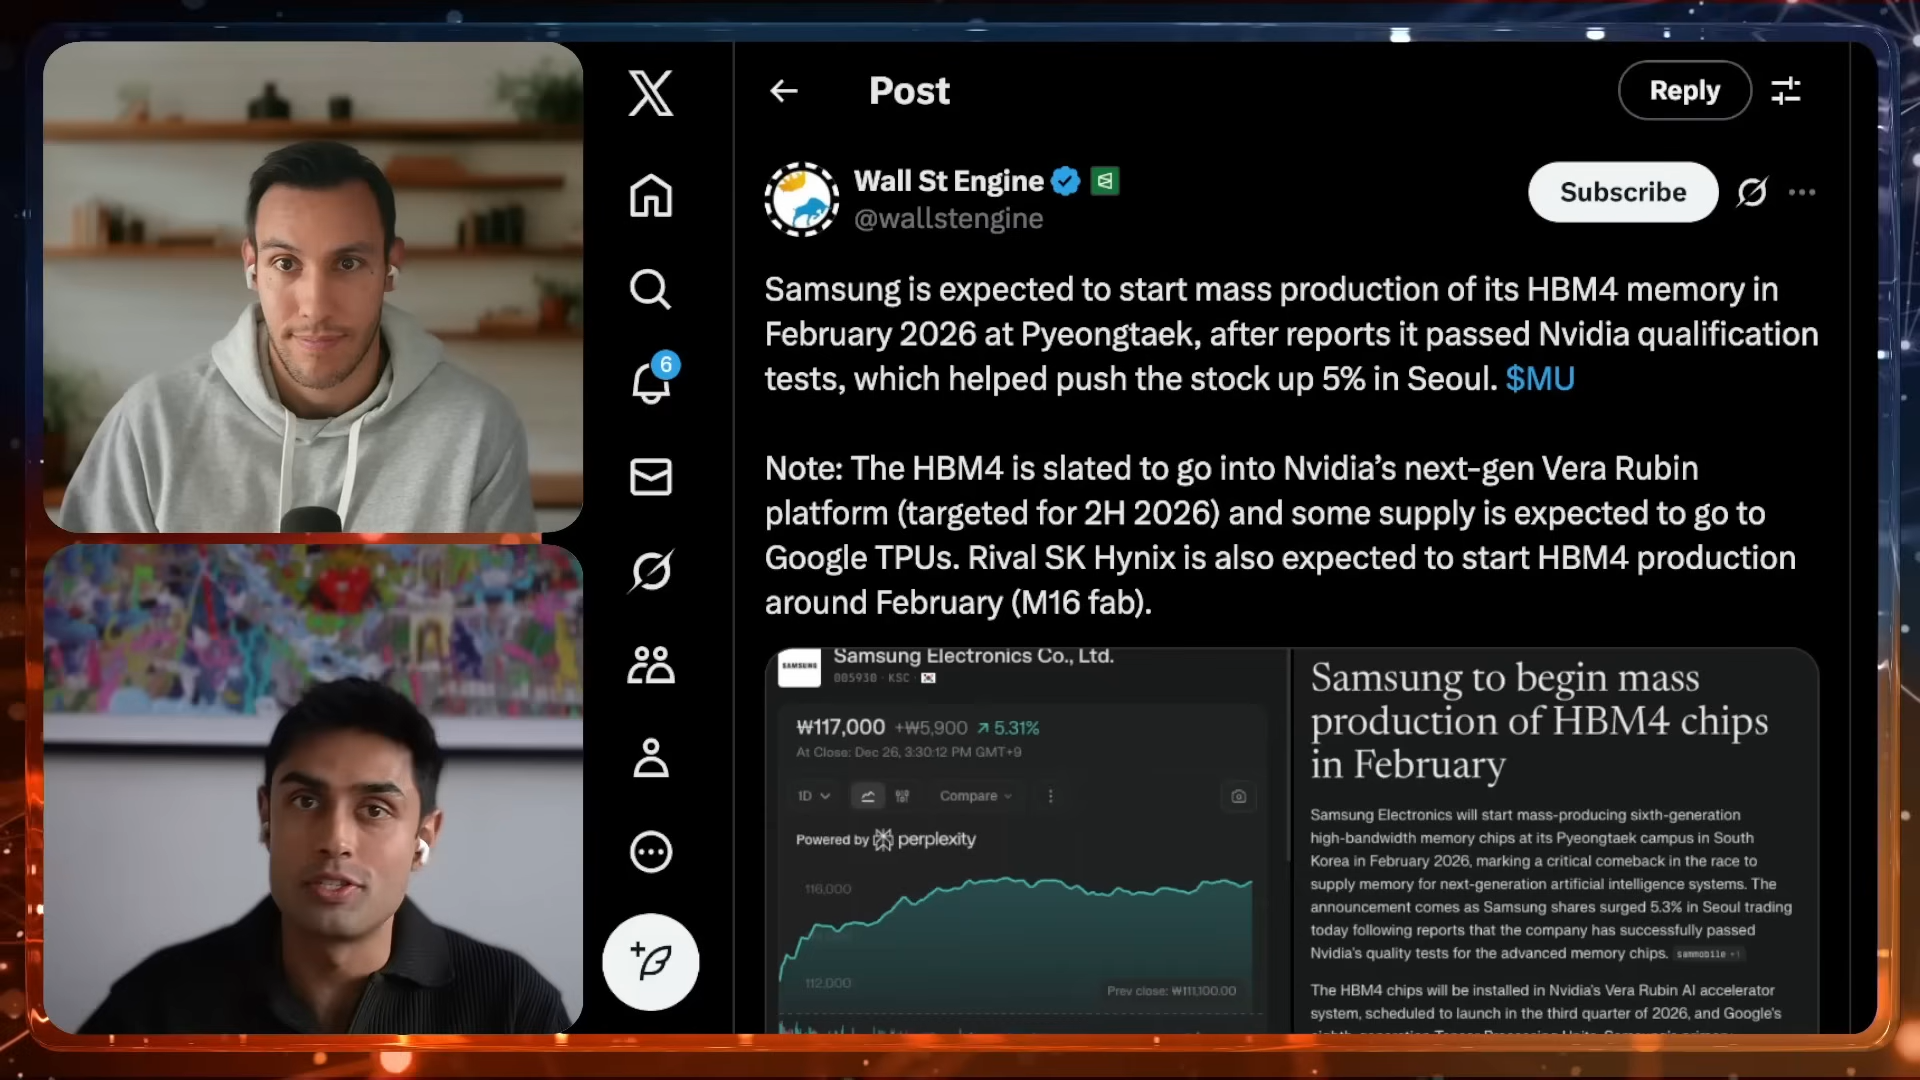 Post
Reply
Wall St Engine
@wallstengine
Subscribe
6
Samsung is expected to start mass production of its HBM4 memory in
February 2026 at Pyeongtaek, after reports it passed Nvidia qualification
tests, which helped push the stock up 5% in Seoul. $MU
Note: The HBM4 is slated to go into Nvidia’s next-gen Vera Rubin
platform (targeted for 2H 2026) and some supply is expected to go to
Google TPUs. Rival SK Hynix is also expected to start HBM4 production
around February (M16 fab).
SAMSUNG
Samsung Electronics Co., Ltd.
005930 · KSC ·
₩117,000 +₩5,900 ↗ 5.31%
At Close: Dec 26, 3:30:12 PM GMT+9
1D
Compare
Powered by perplexity
116,000
112,000
Prev close: ₩111,100.00
Samsung to begin mass
production of HBM4 chips
in February
Samsung Electronics will start mass-producing sixth-generation
high-bandwidth memory chips at its Pyeongtaek campus in South
Korea in February 2026, marking a critical comeback in the race to
supply memory for next-generation artificial intelligence systems. The
announcement comes as Samsung shares surged 5.3% in Seoul trading
today following reports that the company has successfully passed
Nvidia's quality tests for the advanced memory chips. sammobile +1
The HBM4 chips will be installed in Nvidia's Vera Rubin AI accelerator
system, scheduled to launch in the third quarter of 2026, and Google's